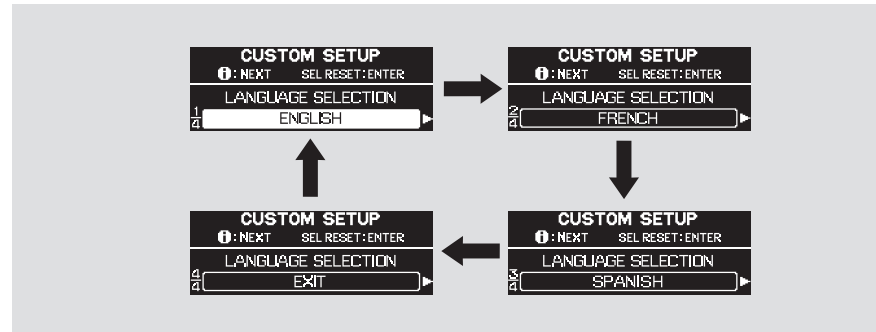 CUSTOM SETUP
i: NEXT SEL RESET: ENTER
LANGUAGE SELECTION
1/4 ENGLISH
CUSTOM SETUP
i: NEXT SEL RESET: ENTER
LANGUAGE SELECTION
2/4 FRENCH
CUSTOM SETUP
i: NEXT SEL RESET: ENTER
LANGUAGE SELECTION
4/4 EXIT
CUSTOM SETUP
i: NEXT SEL RESET: ENTER
LANGUAGE SELECTION
3/4 SPANISH